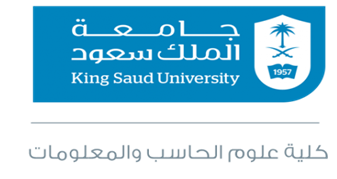 جامعة
الملك سعود
King Saud University
1957
كلية علوم الحاسب والمعلومات